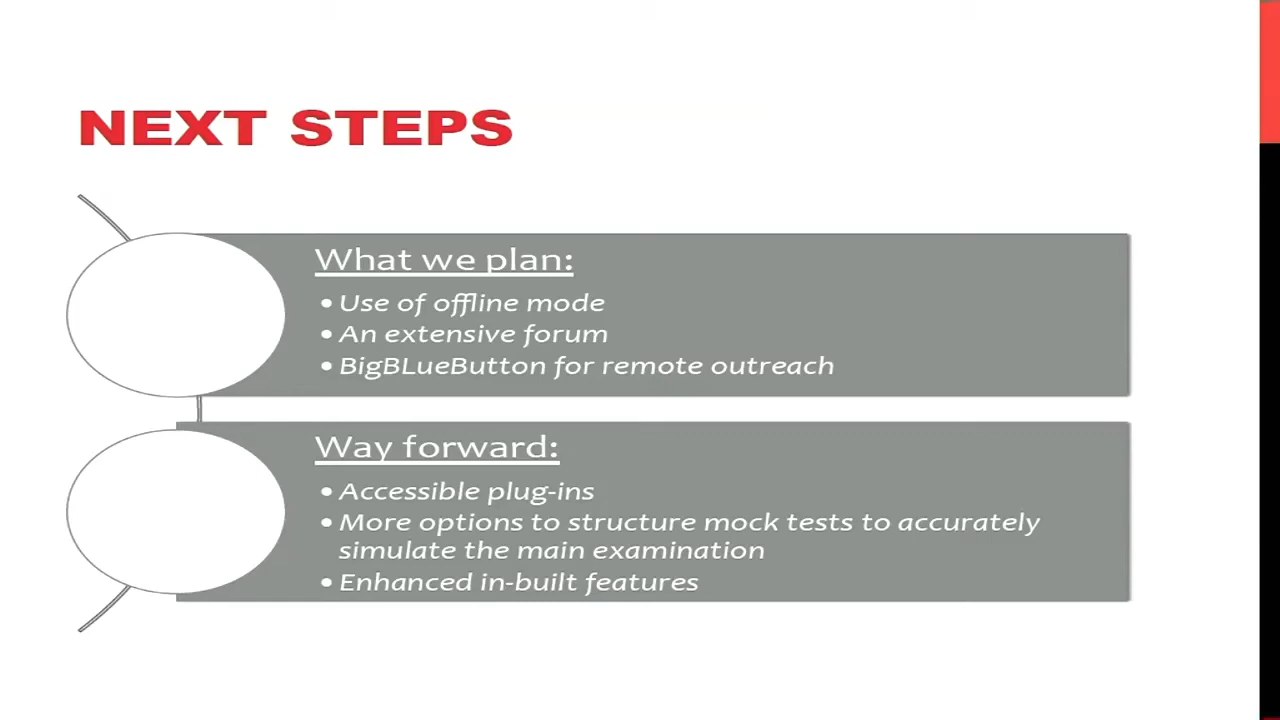 NEXT STEPS
What we plan:
•Use of offline mode
•An extensive forum
•BigBLueButton for remote outreach
Way forward:
•Accessible plug-ins
•More options to structure mock tests to accurately
simulate the main examination
•Enhanced in-built features